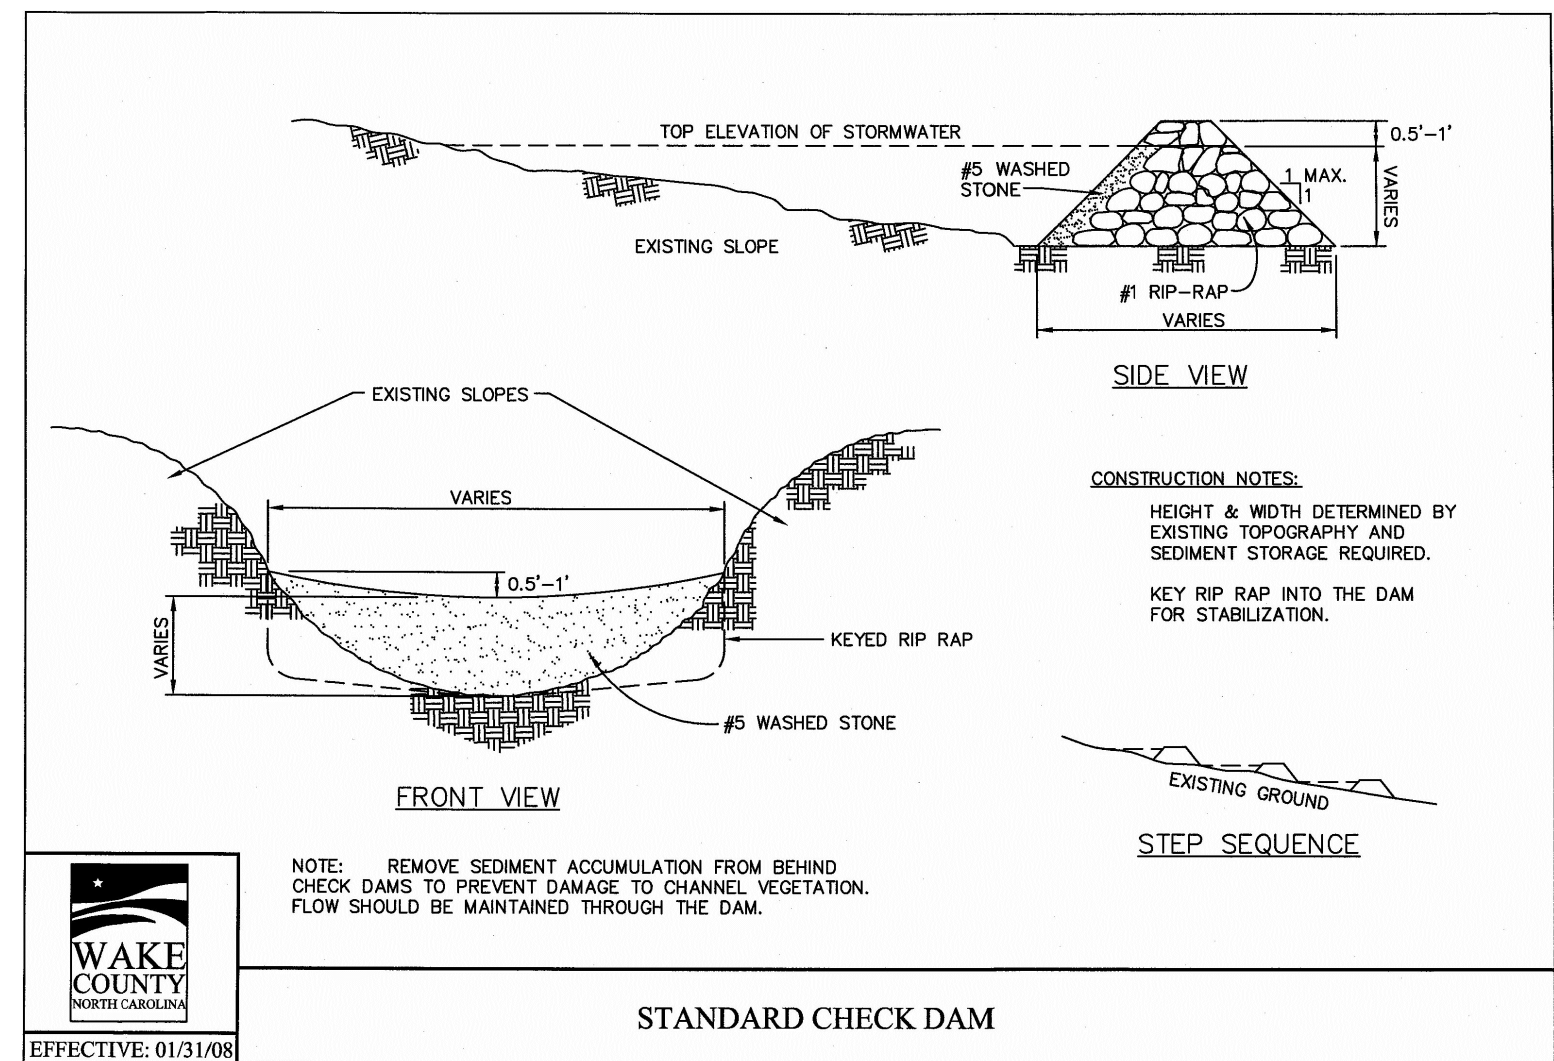 TOP ELEVATION OF STORMWATER
0.5'-1'
#5 WASHED
STONE
1 MAX.
1
VARIES
EXISTING SLOPE
#1 RIP-RAP
VARIES
SIDE VIEW
EXISTING SLOPES
VARIES
0.5'-1'
VARIES
KEYED RIP RAP
#5 WASHED STONE
FRONT VIEW
CONSTRUCTION NOTES:
HEIGHT & WIDTH DETERMINED BY
EXISTING TOPOGRAPHY AND
SEDIMENT STORAGE REQUIRED.
KEY RIP RAP INTO THE DAM
FOR STABILIZATION.
EXISTING GROUND
STEP SEQUENCE
NOTE: REMOVE SEDIMENT ACCUMULATION FROM BEHIND
CHECK DAMS TO PREVENT DAMAGE TO CHANNEL VEGETATION.
FLOW SHOULD BE MAINTAINED THROUGH THE DAM.
WAKE
COUNTY
NORTH CAROLINA
EFFECTIVE: 01/31/08
STANDARD CHECK DAM